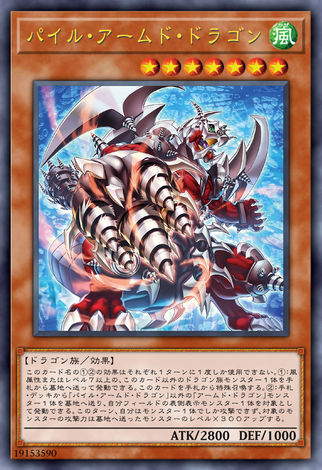 パイル・アームド・ドラゴン
風
【ドラゴン族／効果】
このカード名の①②の効果はそれぞれ１ターンに１度しか使用できない。①：風
属性またはレベル７以上の、このカード以外のドラゴン族モンスター１体を手
札から墓地へ送って発動できる。このカードを手札から特殊召喚する。②：手
札・デッキから「パイル・アームド・ドラゴン」以外の「アームド・ドラゴン」モンス
ター１体を墓地へ送り、自分フィールドの表側表示モンスター１体を対象とし
て発動できる。このターン、自分はモンスター１体でしか攻撃できず、対象のモ
ンスターの攻撃力は墓地へ送ったモンスターのレベル×３００アップする。
ATK/2800 DEF/1000
19153590